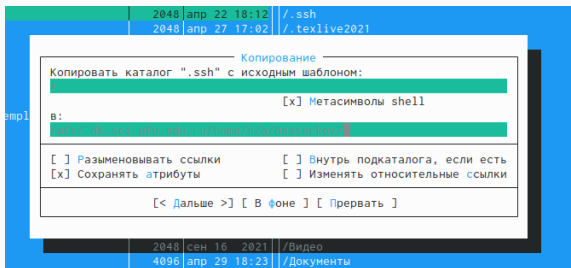 2048 апр 22 18:12 /.ssh
2048 апр 27 17:02 /.texlive2021
Копирование
Копировать каталог ".ssh" с исходным шаблоном:
[x] Метасимволы shell
empl
в:
[ ] Разыменовывать ссылки [ ] Внутрь подкаталога, если есть
[x] Сохранять атрибуты [ ] Изменять относительные ссылки
[< Дальше >] [ В фоне ] [ Прервать ]
2048 сен 16 2021 /Видео
4096 апр 29 18:23 /Документы